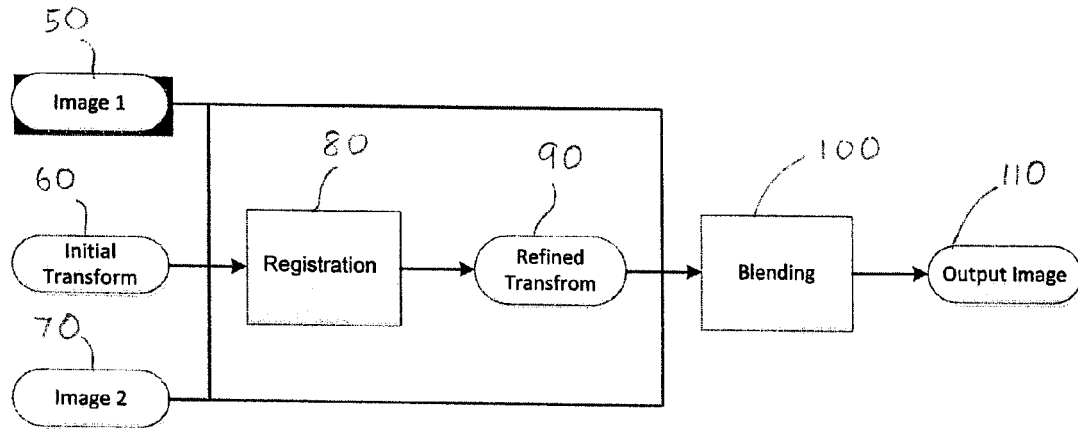 50
Image 1
60
Initial
Transform
70
Image 2
80
Registration
90
Refined
Transfrom
100
Blending
110
Output Image